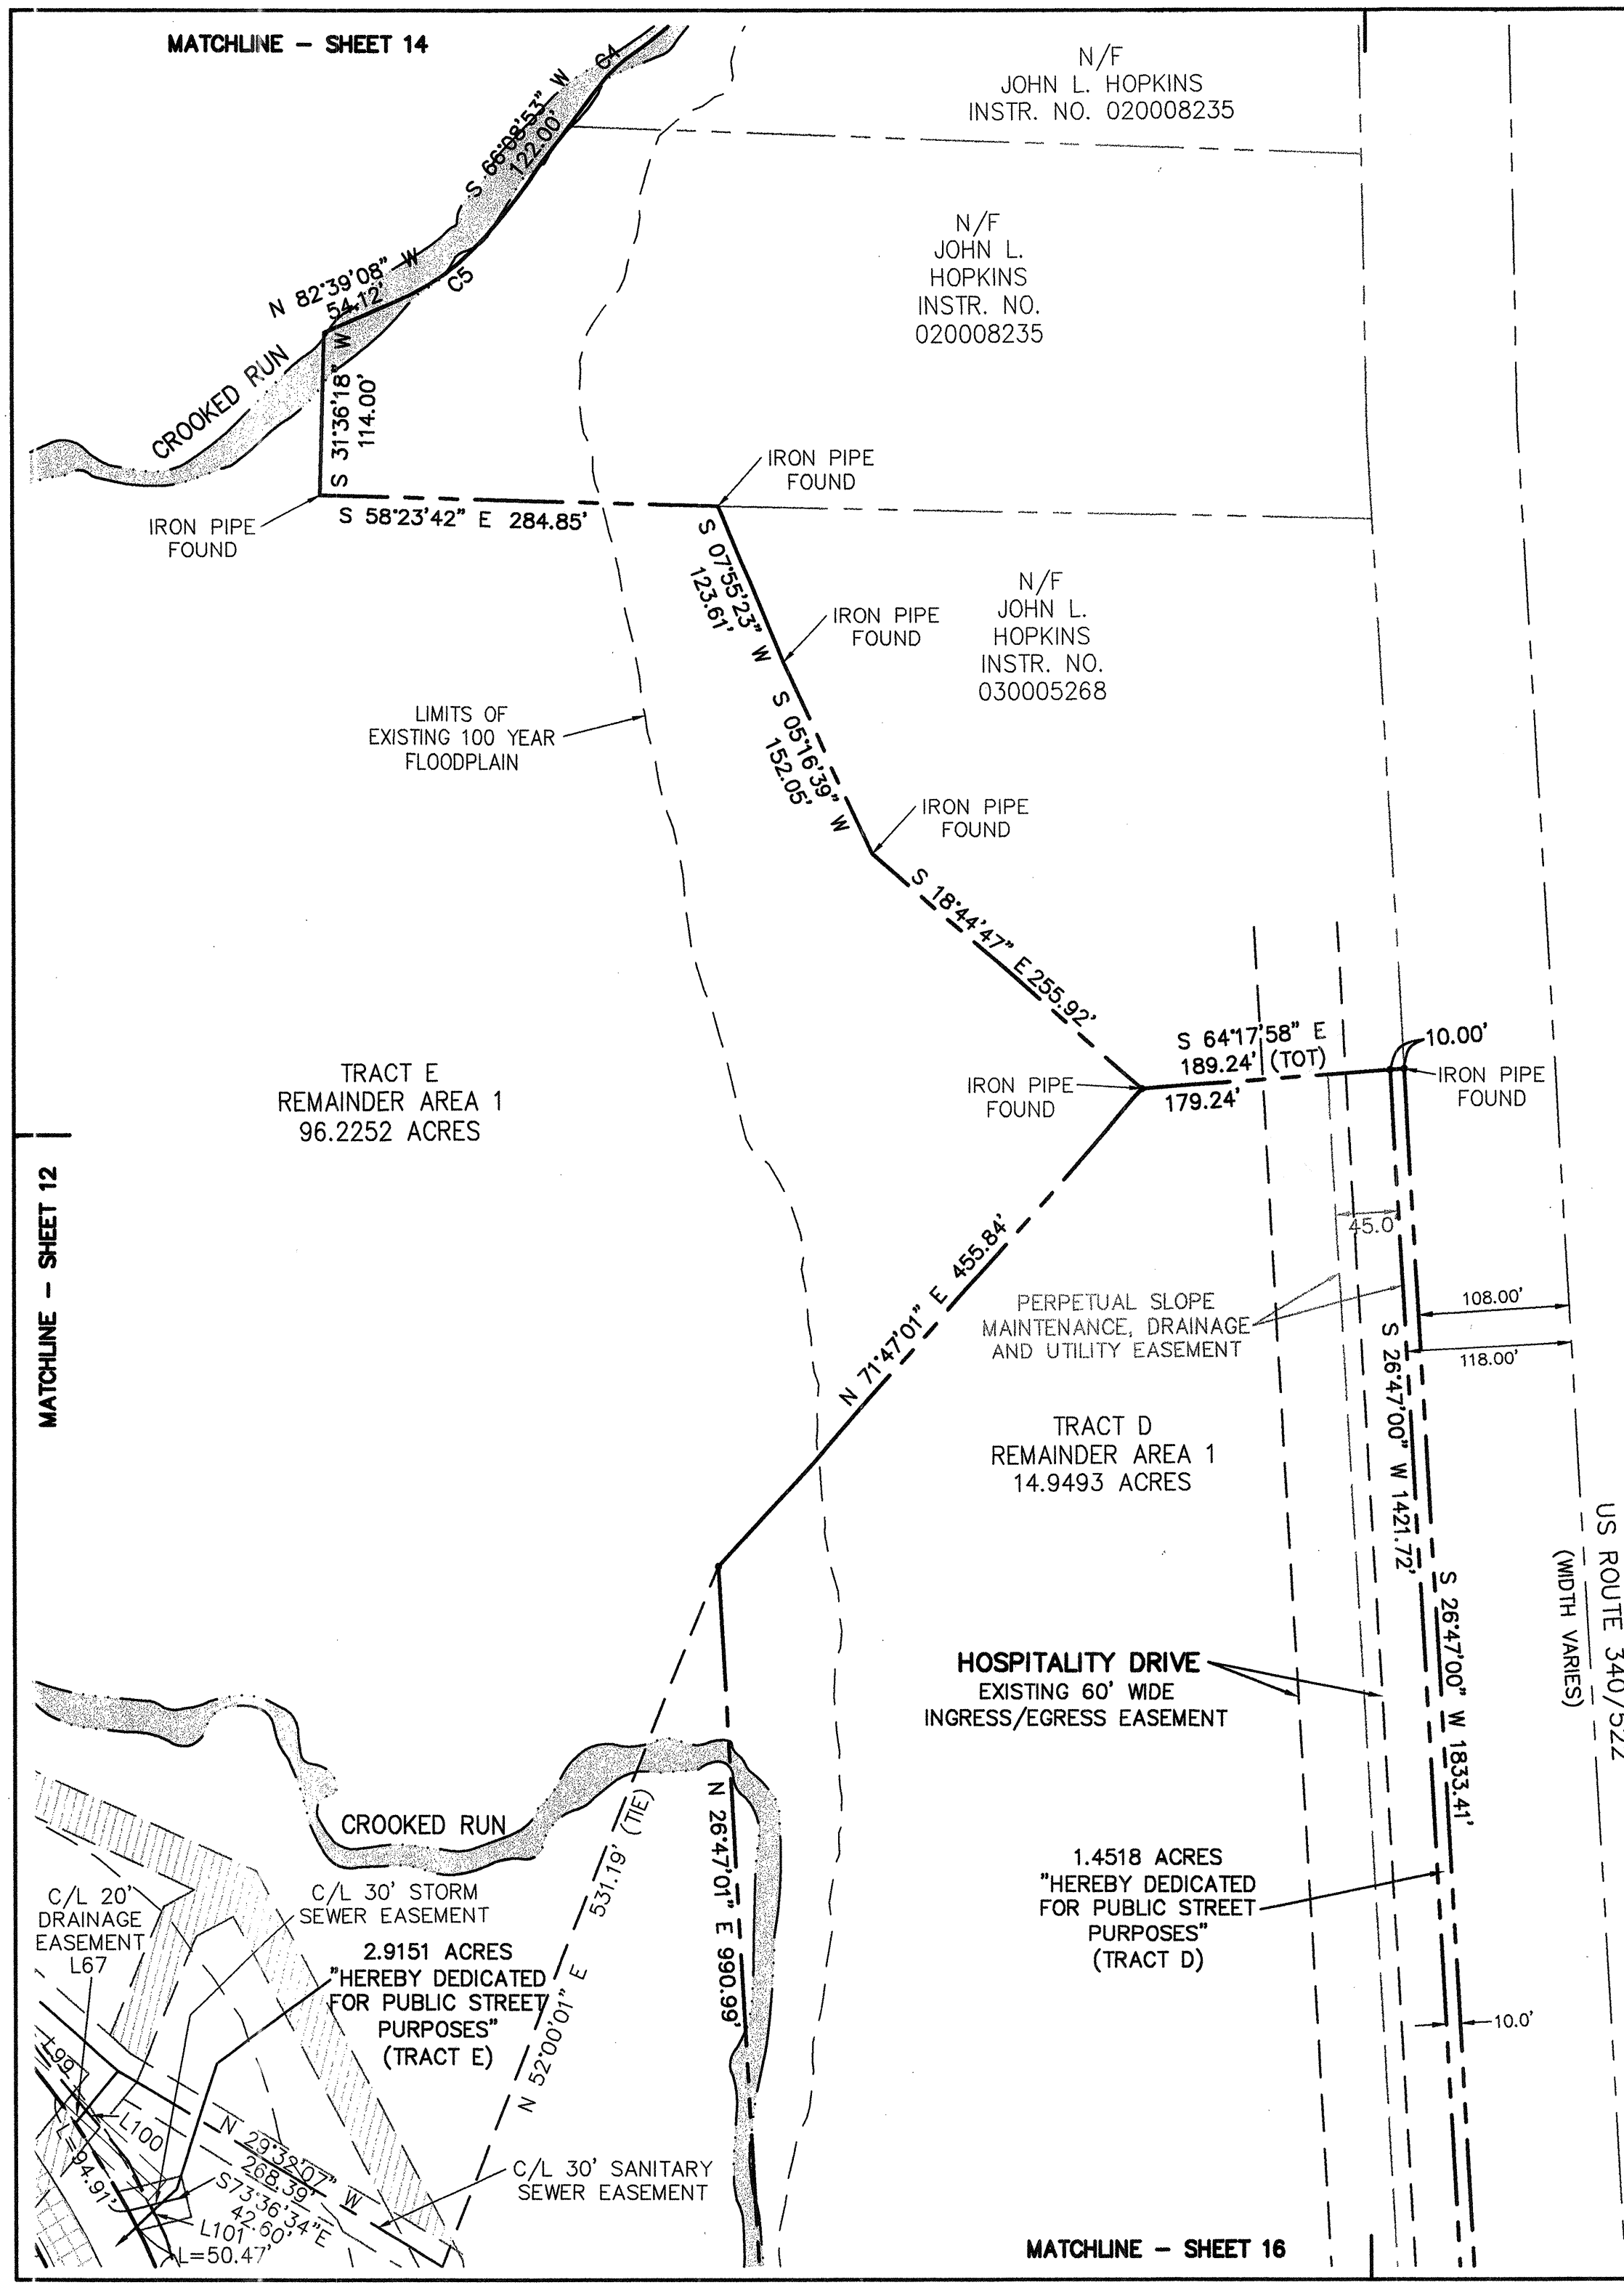 MATCHLINE – SHEET 14
N/F
JOHN L. HOPKINS
INSTR. NO. 020008235
C4
S 66°08'53" W
122.00'
N/F
JOHN L.
HOPKINS
INSTR. NO.
020008235
N 82°39'08" W
54.12'
C5
CROOKED RUN
S 31°36'18" W
114.00'
IRON PIPE
FOUND
S 58°23'42" E 284.85'
IRON PIPE
FOUND
S 07°55'23" W
123.61'
IRON PIPE
FOUND
N/F
JOHN L.
HOPKINS
INSTR. NO.
030005268
LIMITS OF
EXISTING 100 YEAR
FLOODPLAIN
S 05°16'39" W
152.05'
IRON PIPE
FOUND
S 18°44'47" E 255.92'
S 64°17'58" E
189.24' (TOT)
179.24'
10.00'
IRON PIPE
FOUND
IRON PIPE
FOUND
TRACT E
REMAINDER AREA 1
96.2252 ACRES
MATCHLINE – SHEET 12
N 71°47'01" E 455.84'
45.0'
PERPETUAL SLOPE
MAINTENANCE, DRAINAGE
AND UTILITY EASEMENT
108.00'
118.00'
S 26°47'00" W 1421.72'
TRACT D
REMAINDER AREA 1
14.9493 ACRES
US ROUTE 340/522
(WIDTH VARIES)
S 26°47'00" W 1833.41'
HOSPITALITY DRIVE
EXISTING 60' WIDE
INGRESS/EGRESS EASEMENT
CROOKED RUN
531.19' (TIE)
N 52°00'01" E
N 26°47'01" E 990.99'
1.4518 ACRES
"HEREBY DEDICATED
FOR PUBLIC STREET
PURPOSES"
(TRACT D)
10.0'
C/L 20'
DRAINAGE
EASEMENT
L67
C/L 30' STORM
SEWER EASEMENT
2.9151 ACRES
"HEREBY DEDICATED
FOR PUBLIC STREET
PURPOSES"
(TRACT E)
L99
L100
L=94.91'
N 29°32'07" W
268.39'
S73°36'34"E
42.60'
L101
L=50.47'
C/L 30' SANITARY
SEWER EASEMENT
MATCHLINE – SHEET 16